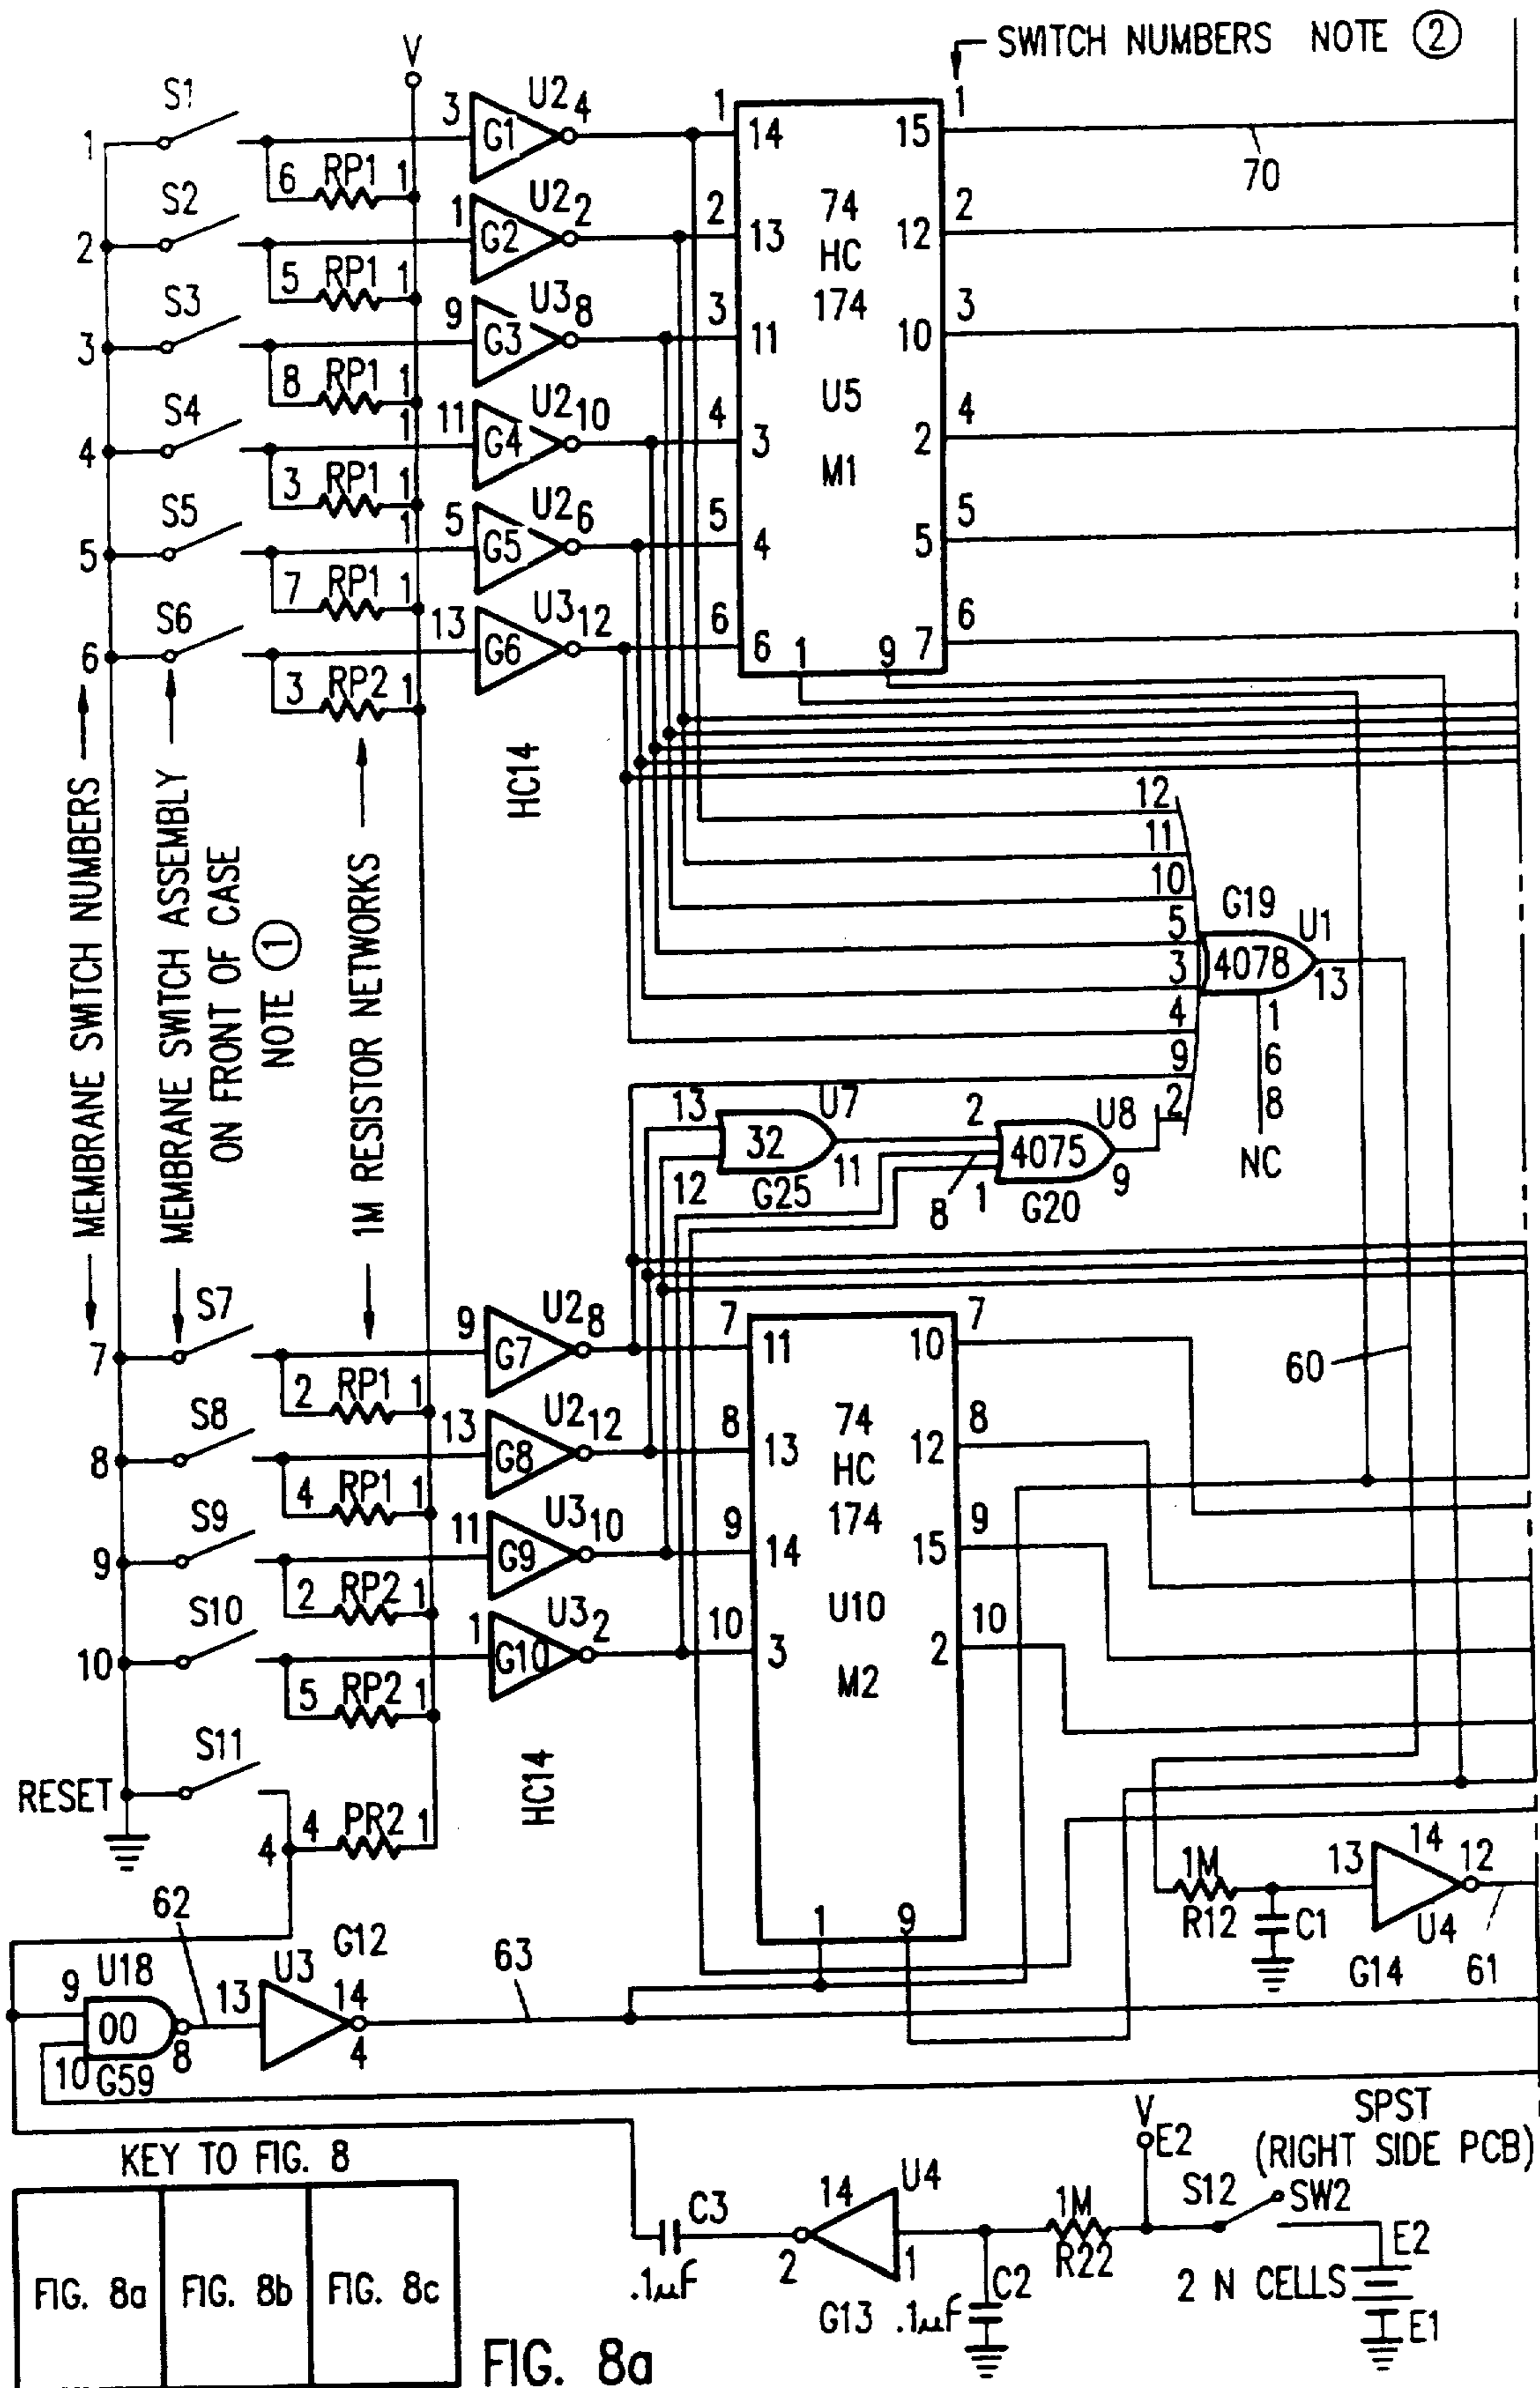 SWITCH NUMBERS NOTE 2
V
1 S1 6 RP1 1 3 G1 U2 4 1 14 15 1
70
2 S2 5 RP1 1 1 G2 U2 2 2 13 12 2
3 S3 8 RP1 1 9 G3 U3 8 3 11 10 3
4 S4 3 RP1 1 11 G4 U2 10 4 3 2 4
5 S5 7 RP1 1 5 G5 U2 6 5 4 5 5
6 S6 3 RP2 1 13 G6 U3 12 6 6 7 6
1 1
74
HC
174
U5
M1
1 9
HC14
MEMBRANE SWITCH NUMBERS
MEMBRANE SWITCH ASSEMBLY
ON FRONT OF CASE
NOTE 1
1M RESISTOR NETWORKS
12
11
10
5
3
4
9
2
G19
4078
U1
13
1
6
8
NC
13
12
32
U7
11
G25
2
8
1
4075
U8
9
G20
7 S7 2 RP1 1 9 G7 U2 8 7 11 10 7
8 S8 4 RP1 1 13 G8 U2 12 8 13 12 8
9 S9 2 RP2 1 11 G9 U3 10 9 14 15 9
10 S10 5 RP2 1 1 G10 U3 2 10 3 2 10
74
HC
174
U10
M2
1 9
60
HC14
RESET S11
4 4 PR2 1
1M
R12
C1
13 14 12
U4
G14 61
62
9 U18
00
10 G59 8
13 U3 G12
14
4
63
KEY TO FIG. 8
FIG. 8a FIG. 8b FIG. 8c
C3
.1µF
14 U4
2 1
G13
.1µF C2
1M
R22
V
E2
SPST
(RIGHT SIDE PCB)
S12 SW2
E2
2 N CELLS
E1
FIG. 8a